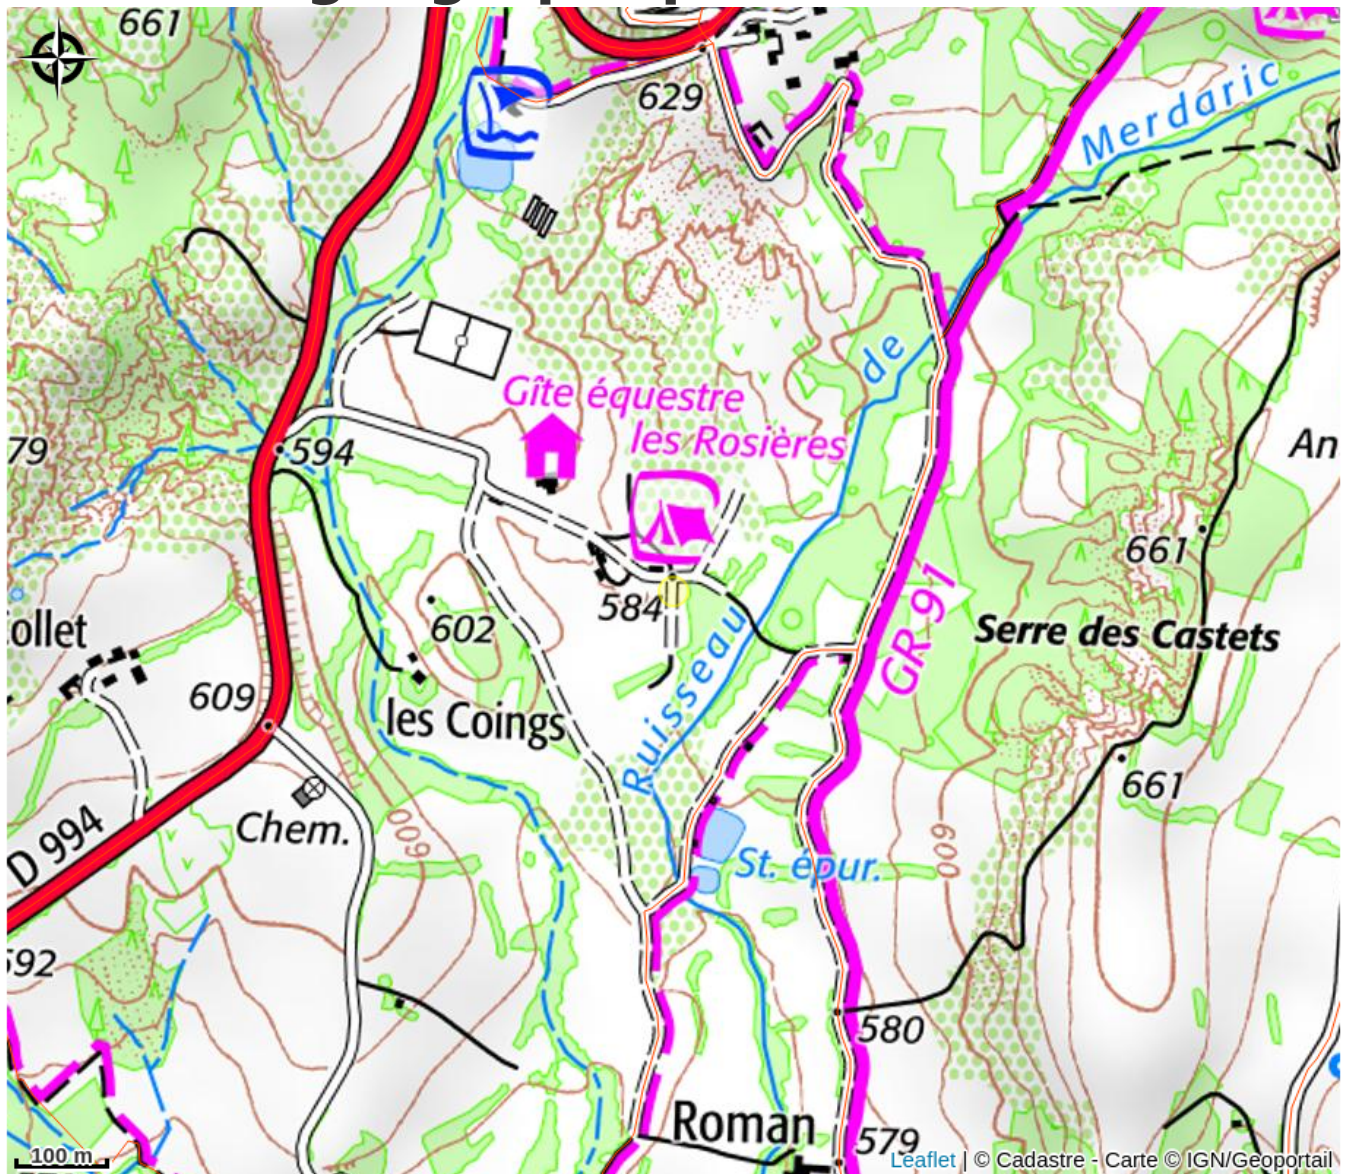 661
629
Merdaric
de
Gîte équestre
les Rosières
79
594
An
661
584
602
Ruisseau
GR 91
Serre des Castets
ollet
609
les Coings
661
D 994
Chem.
600
600
St. épur.
592
580
Roman
579
100 m
Leaflet | © Cadastre - Carte © IGN/Geoportail